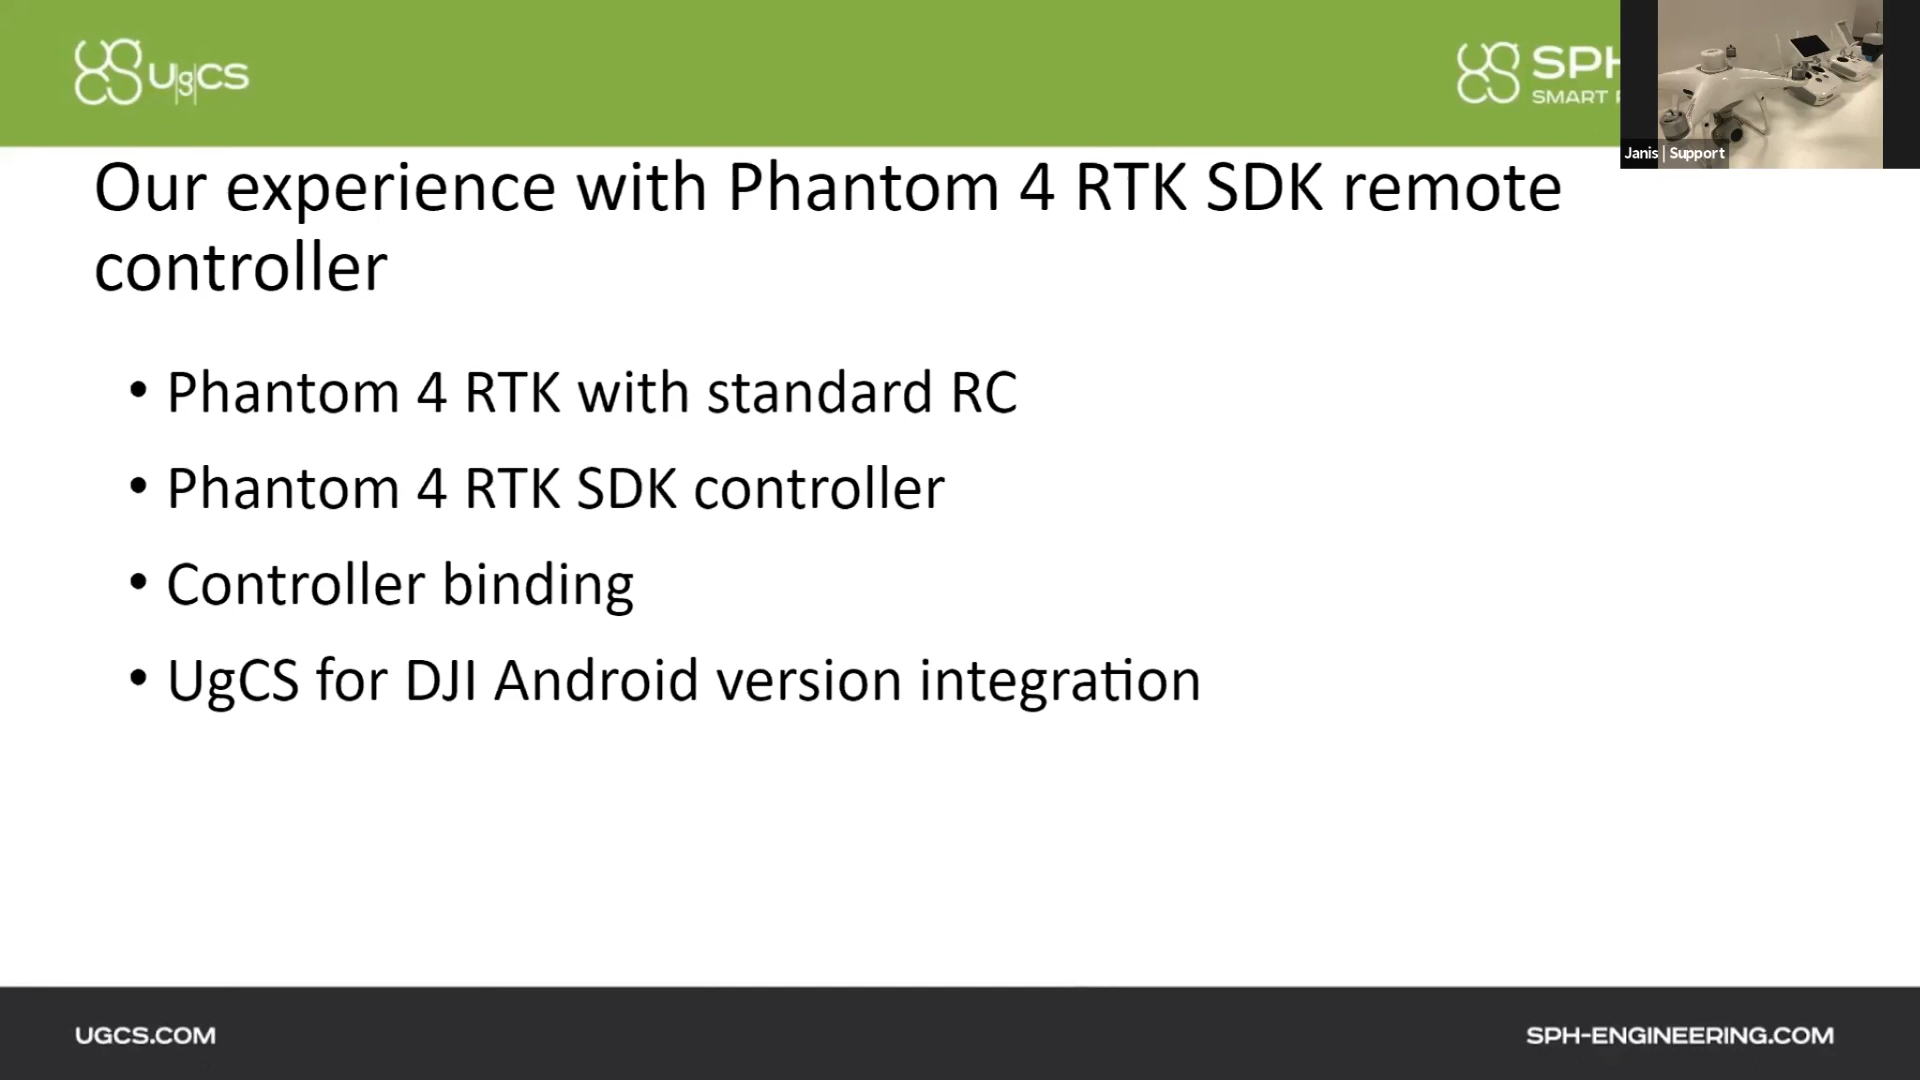 UgCS
SPH
SMART
Janis | Support
Our experience with Phantom 4 RTK SDK remote
controller
• Phantom 4 RTK with standard RC
• Phantom 4 RTK SDK controller
• Controller binding
• UgCS for DJI Android version integration
UGCS.COM
SPH-ENGINEERING.COM